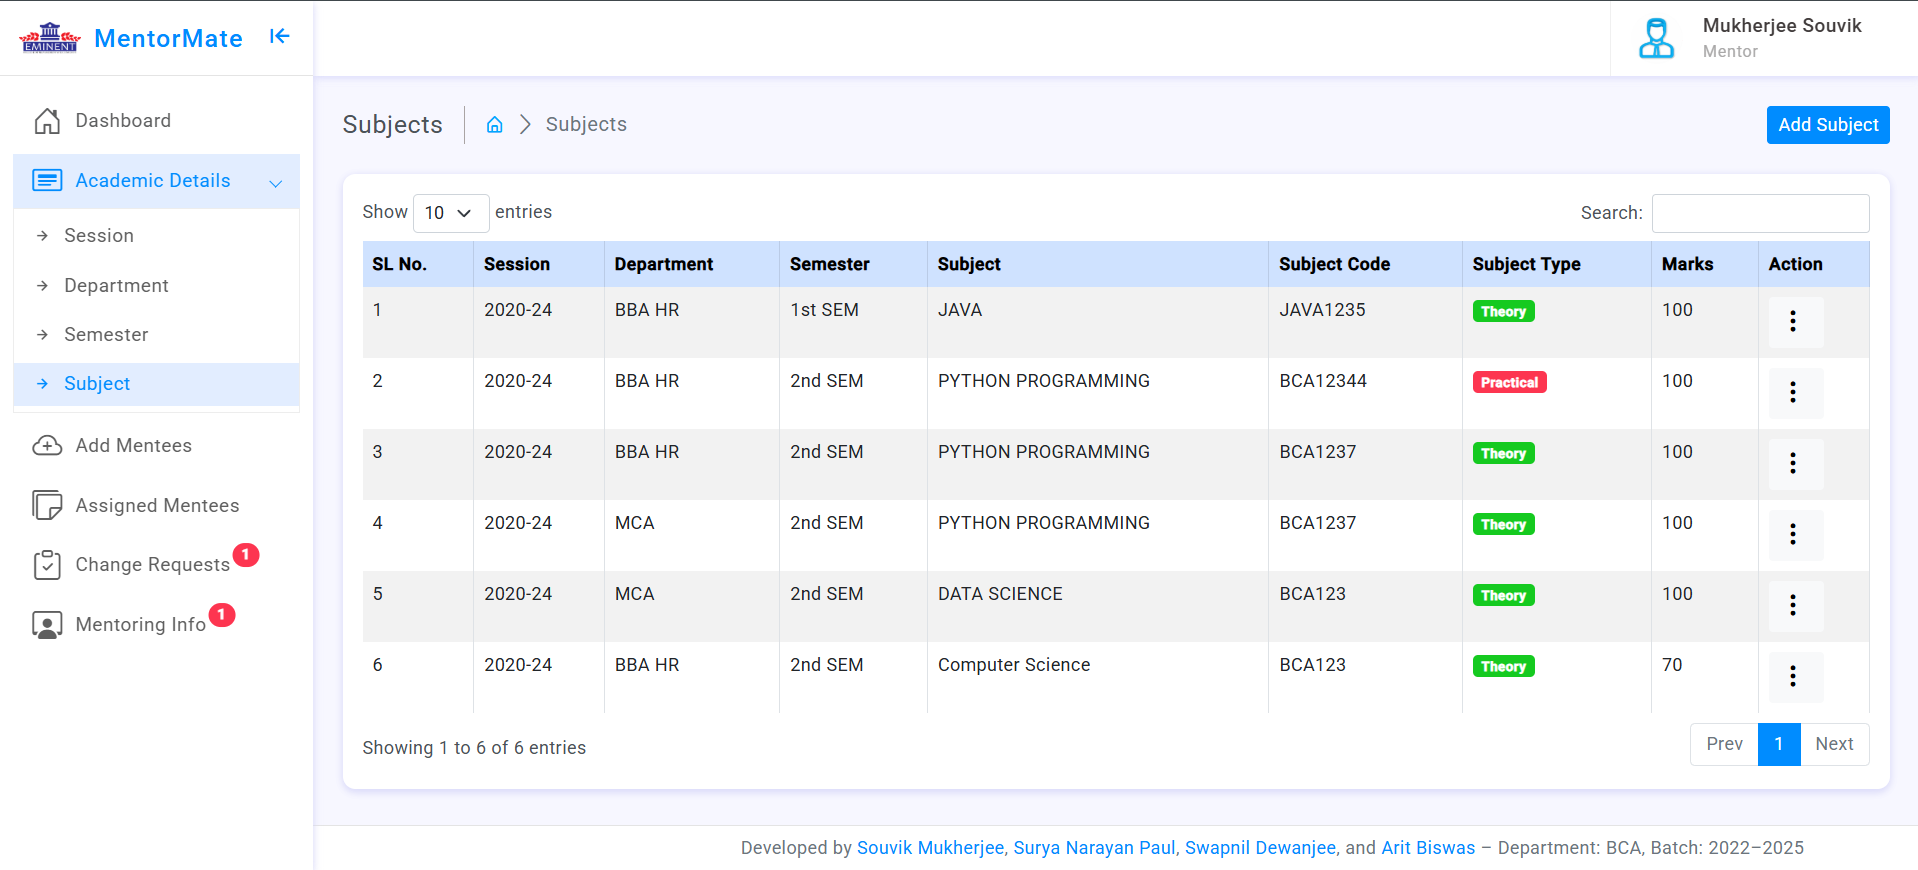 EMINENT
MentorMate
Mukherjee Souvik
Mentor
Dashboard
Academic Details
Session
Department
Semester
Subject
Add Mentees
Assigned Mentees
Change Requests 1
Mentoring Info 1
Subjects
Subjects
Add Subject
Show 10 entries
Search:
SL No. Session Department Semester Subject Subject Code Subject Type Marks Action
1 2020-24 BBA HR 1st SEM JAVA JAVA1235 Theory 100
2 2020-24 BBA HR 2nd SEM PYTHON PROGRAMMING BCA12344 Practical 100
3 2020-24 BBA HR 2nd SEM PYTHON PROGRAMMING BCA1237 Theory 100
4 2020-24 MCA 2nd SEM PYTHON PROGRAMMING BCA1237 Theory 100
5 2020-24 MCA 2nd SEM DATA SCIENCE BCA123 Theory 100
6 2020-24 BBA HR 2nd SEM Computer Science BCA123 Theory 70
Showing 1 to 6 of 6 entries
Prev 1 Next
Developed by Souvik Mukherjee, Surya Narayan Paul, Swapnil Dewanjee, and Arit Biswas – Department: BCA, Batch: 2022–2025